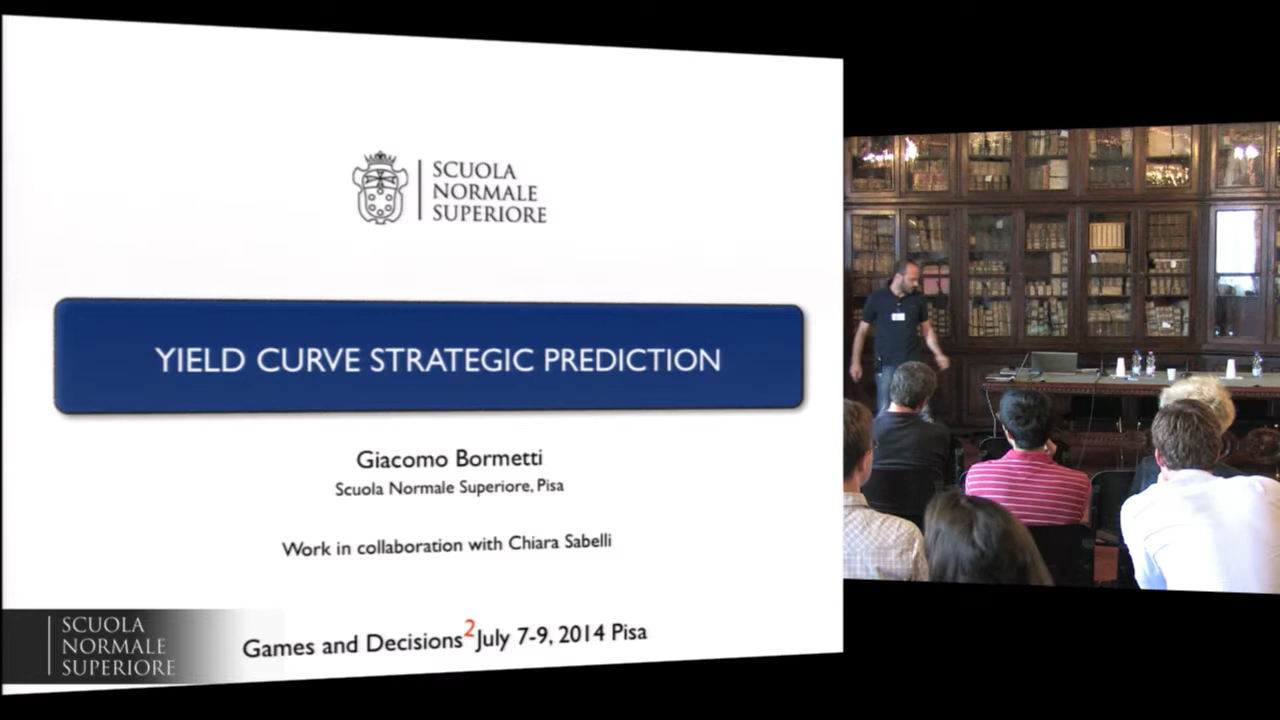 SCUOLA
NORMALE
SUPERIORE
YIELD CURVE STRATEGIC PREDICTION
Giacomo Bormetti
Scuola Normale Superiore, Pisa
Work in collaboration with Chiara Sabelli
Games and Decisions² July 7-9, 2014 Pisa
SCUOLA
NORMALE
SUPERIORE